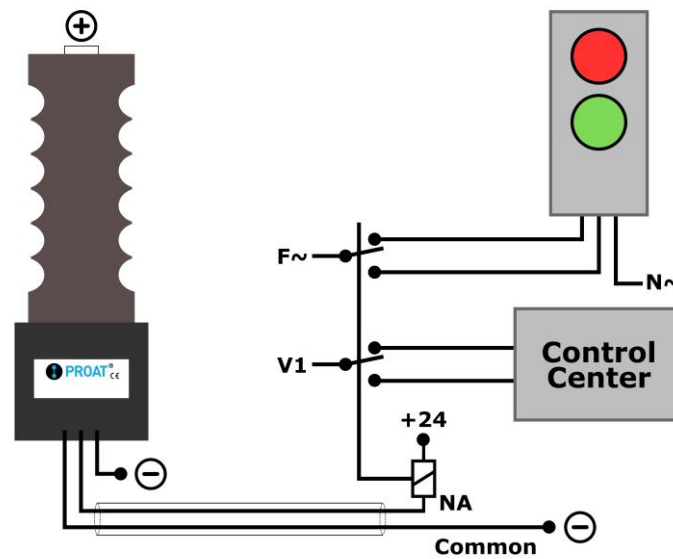 +
F~
N~
V1
Control
Center
PROAT®
CE
+24
−
NA
−
Common